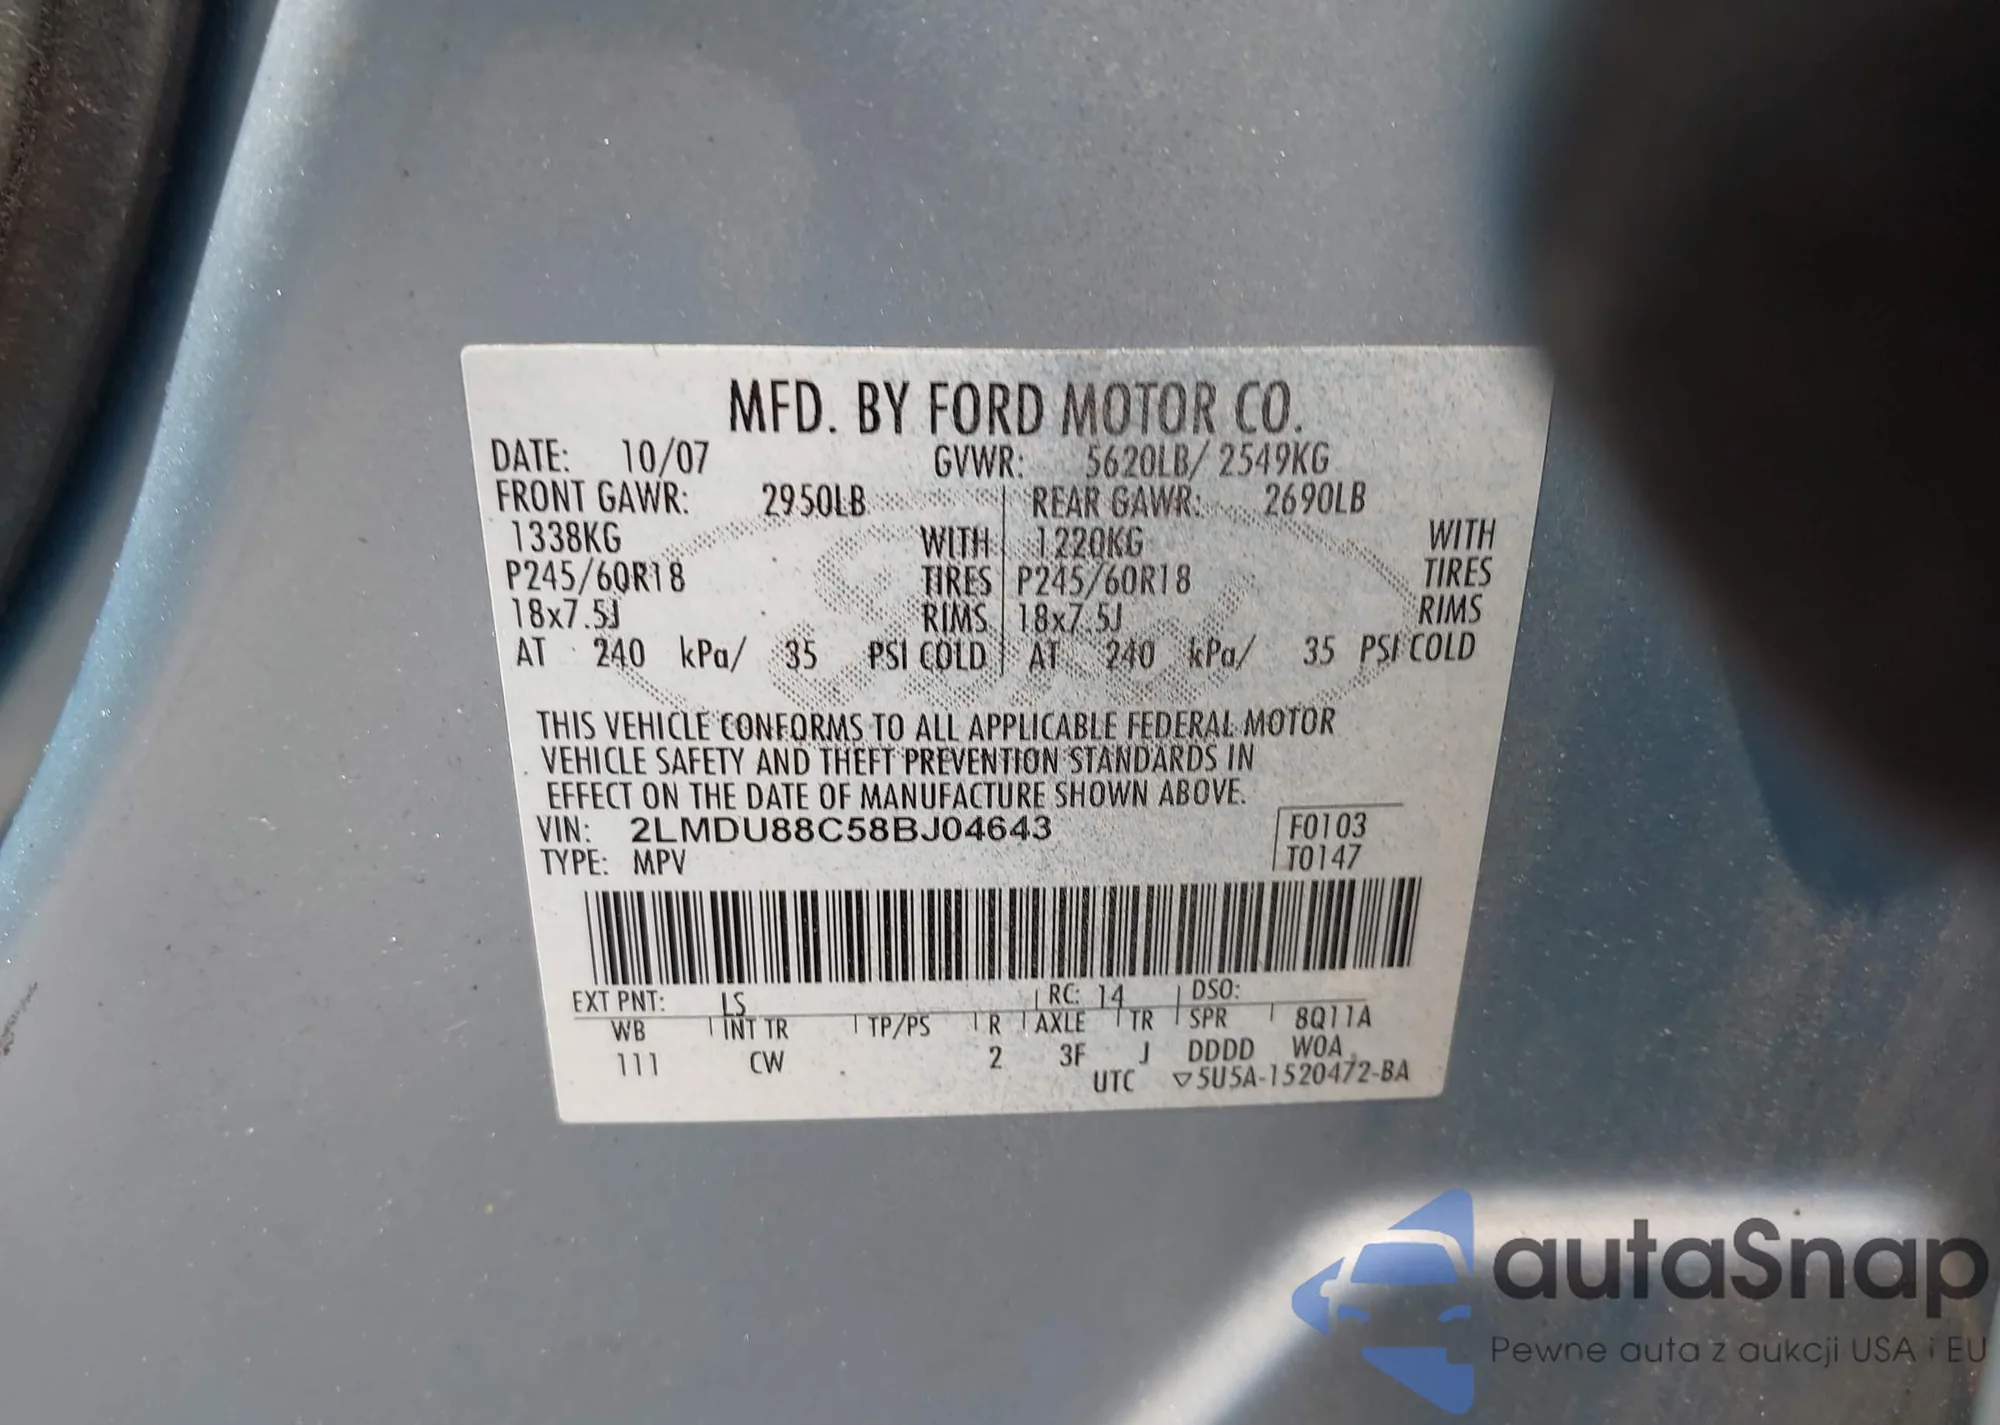 MFD. BY FORD MOTOR CO.
DATE: 10/07 GVWR: 5620LB/ 2549KG
FRONT GAWR: 2950LB REAR GAWR: 2690LB
1338KG WITH 1220KG WITH
P245/60R18 TIRES P245/60R18 TIRES
18x7.5J RIMS 18x7.5J RIMS
AT 240 kPa/ 35 PSI COLD AT 240 kPa/ 35 PSI COLD
THIS VEHICLE CONFORMS TO ALL APPLICABLE FEDERAL MOTOR
VEHICLE SAFETY AND THEFT PREVENTION STANDARDS IN
EFFECT ON THE DATE OF MANUFACTURE SHOWN ABOVE.
VIN: 2LMDU88C58BJ04643 F0103
TYPE: MPV T0147
EXT PNT: LS RC: 14 DSO:
WB INT TR TP/PS R AXLE TR SPR 8Q11A
111 CW 2 3F J DDDD WOA
UTC ▽5U5A-1520472-BA
autaSnap
Pewne auta z aukcji USA i EU